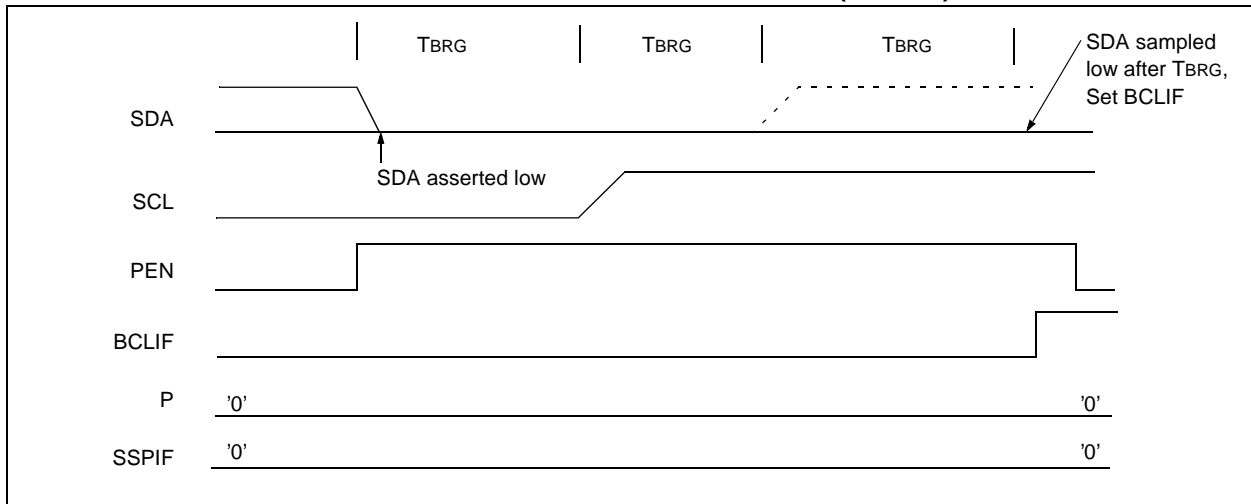 TBRG TBRG TBRG
SDA sampled
low after TBRG,
Set BCLIF
SDA
SDA asserted low
SCL
PEN
BCLIF
P '0' '0'
SSPIF '0' '0'